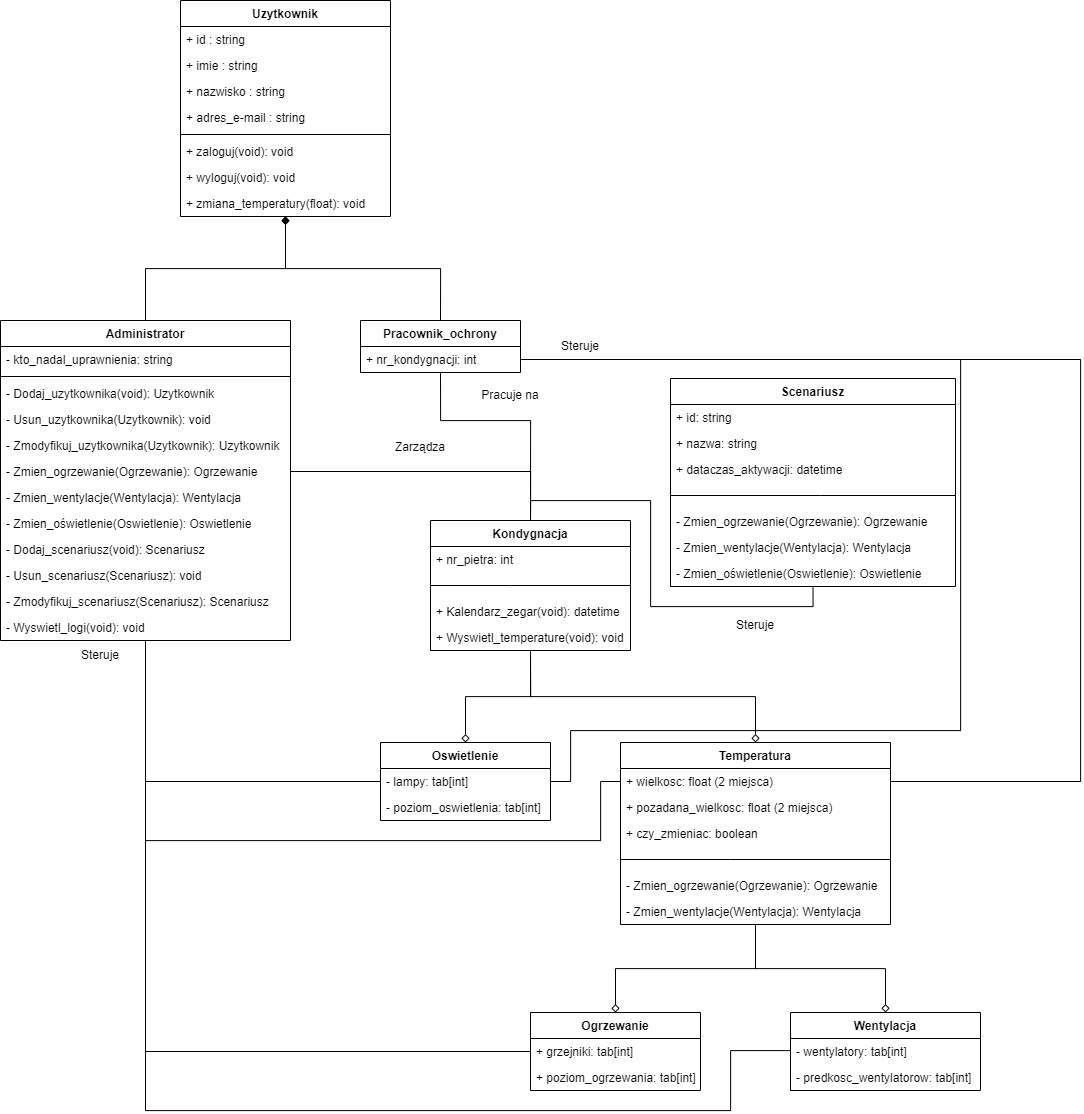 Uzytkownik
+ id : string
+ imie : string
+ nazwisko : string
+ adres_e-mail : string
+ zaloguj(void): void
+ wyloguj(void): void
+ zmiana_temperatury(float): void
Administrator
- kto_nadal_uprawnienia: string
- Dodaj_uzytkownika(void): Uzytkownik
- Usun_uzytkownika(Uzytkownik): void
- Zmodyfikuj_uzytkownika(Uzytkownik): Uzytkownik
- Zmien_ogrzewanie(Ogrzewanie): Ogrzewanie
- Zmien_wentylacje(Wentylacja): Wentylacja
- Zmien_oświetlenie(Oswietlenie): Oswietlenie
- Dodaj_scenariusz(void): Scenariusz
- Usun_scenariusz(Scenariusz): void
- Zmodyfikuj_scenariusz(Scenariusz): Scenariusz
- Wyswietl_logi(void): void
Steruje
Pracownik_ochrony
+ nr_kondygnacji: int
Steruje
Pracuje na
Zarządza
Scenariusz
+ id: string
+ nazwa: string
+ dataczas_aktywacji: datetime
- Zmien_ogrzewanie(Ogrzewanie): Ogrzewanie
- Zmien_wentylacje(Wentylacja): Wentylacja
- Zmien_oświetlenie(Oswietlenie): Oswietlenie
Steruje
Kondygnacja
+ nr_pietra: int
+ Kalendarz_zegar(void): datetime
+ Wyswietl_temperature(void): void
Oswietlenie
- lampy: tab[int]
- poziom_oswietlenia: tab[int]
Temperatura
+ wielkosc: float (2 miejsca)
+ pozadana_wielkosc: float (2 miejsca)
+ czy_zmieniac: boolean
- Zmien_ogrzewanie(Ogrzewanie): Ogrzewanie
- Zmien_wentylacje(Wentylacja): Wentylacja
Ogrzewanie
+ grzejniki: tab[int]
+ poziom_ogrzewania: tab[int]
Wentylacja
- wentylatory: tab[int]
- predkosc_wentylatorow: tab[int]